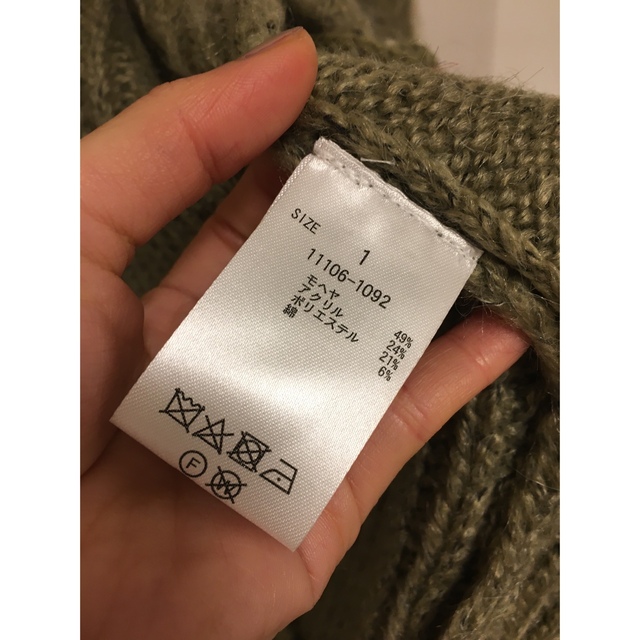 SIZE
1
11106-1092
モヘヤ 49%
アクリル 24%
ポリエステル 21%
綿 6%
F
W